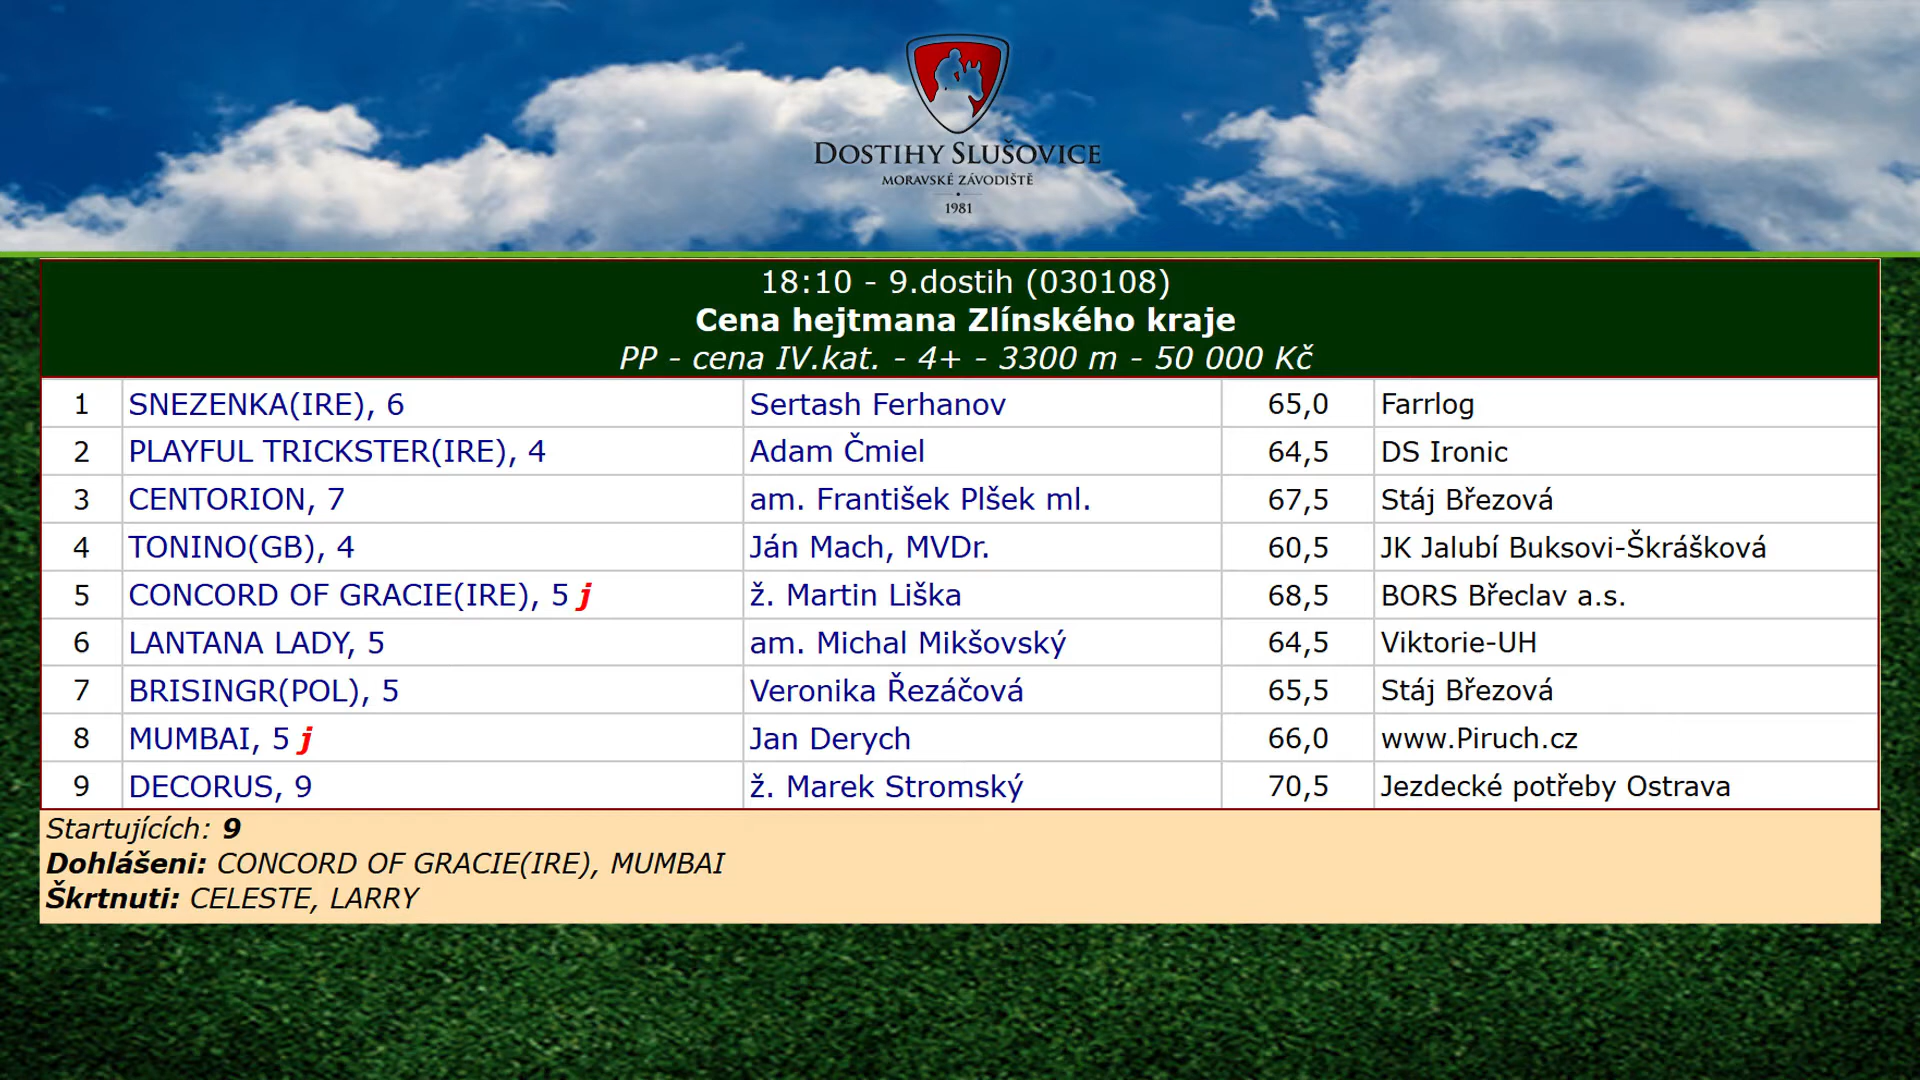 DOSTIHY SLUŠOVICE
MORAVSKÉ ZÁVODIŠTĚ
1981
18:10 - 9.dostih (030108)
Cena hejtmana Zlínského kraje
PP - cena IV.kat. - 4+ - 3300 m - 50 000 Kč
1 SNEZENKA(IRE), 6 Sertash Ferhanov 65,0 Farrlog
2 PLAYFUL TRICKSTER(IRE), 4 Adam Čmiel 64,5 DS Ironic
3 CENTORION, 7 am. František Plšek ml. 67,5 Stáj Březová
4 TONINO(GB), 4 Ján Mach, MVDr. 60,5 JK Jalubí Buksovi-Škrášková
5 CONCORD OF GRACIE(IRE), 5 j ž. Martin Liška 68,5 BORS Břeclav a.s.
6 LANTANA LADY, 5 am. Michal Mikšovský 64,5 Viktorie-UH
7 BRISINGR(POL), 5 Veronika Řezáčová 65,5 Stáj Březová
8 MUMBAI, 5 j Jan Derych 66,0 www.Piruch.cz
9 DECORUS, 9 ž. Marek Stromský 70,5 Jezdecké potřeby Ostrava
Startujících: 9
Dohlášeni: CONCORD OF GRACIE(IRE), MUMBAI
Škrtnuti: CELESTE, LARRY